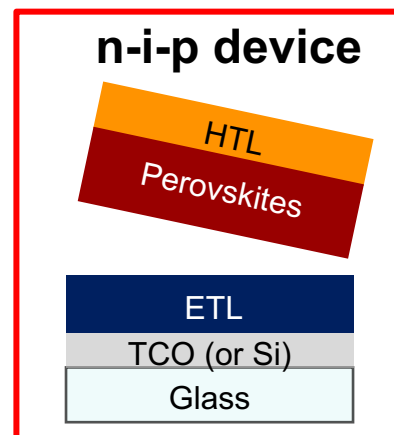 n-i-p device
HTL
Perovskites
ETL
TCO (or Si)
Glass